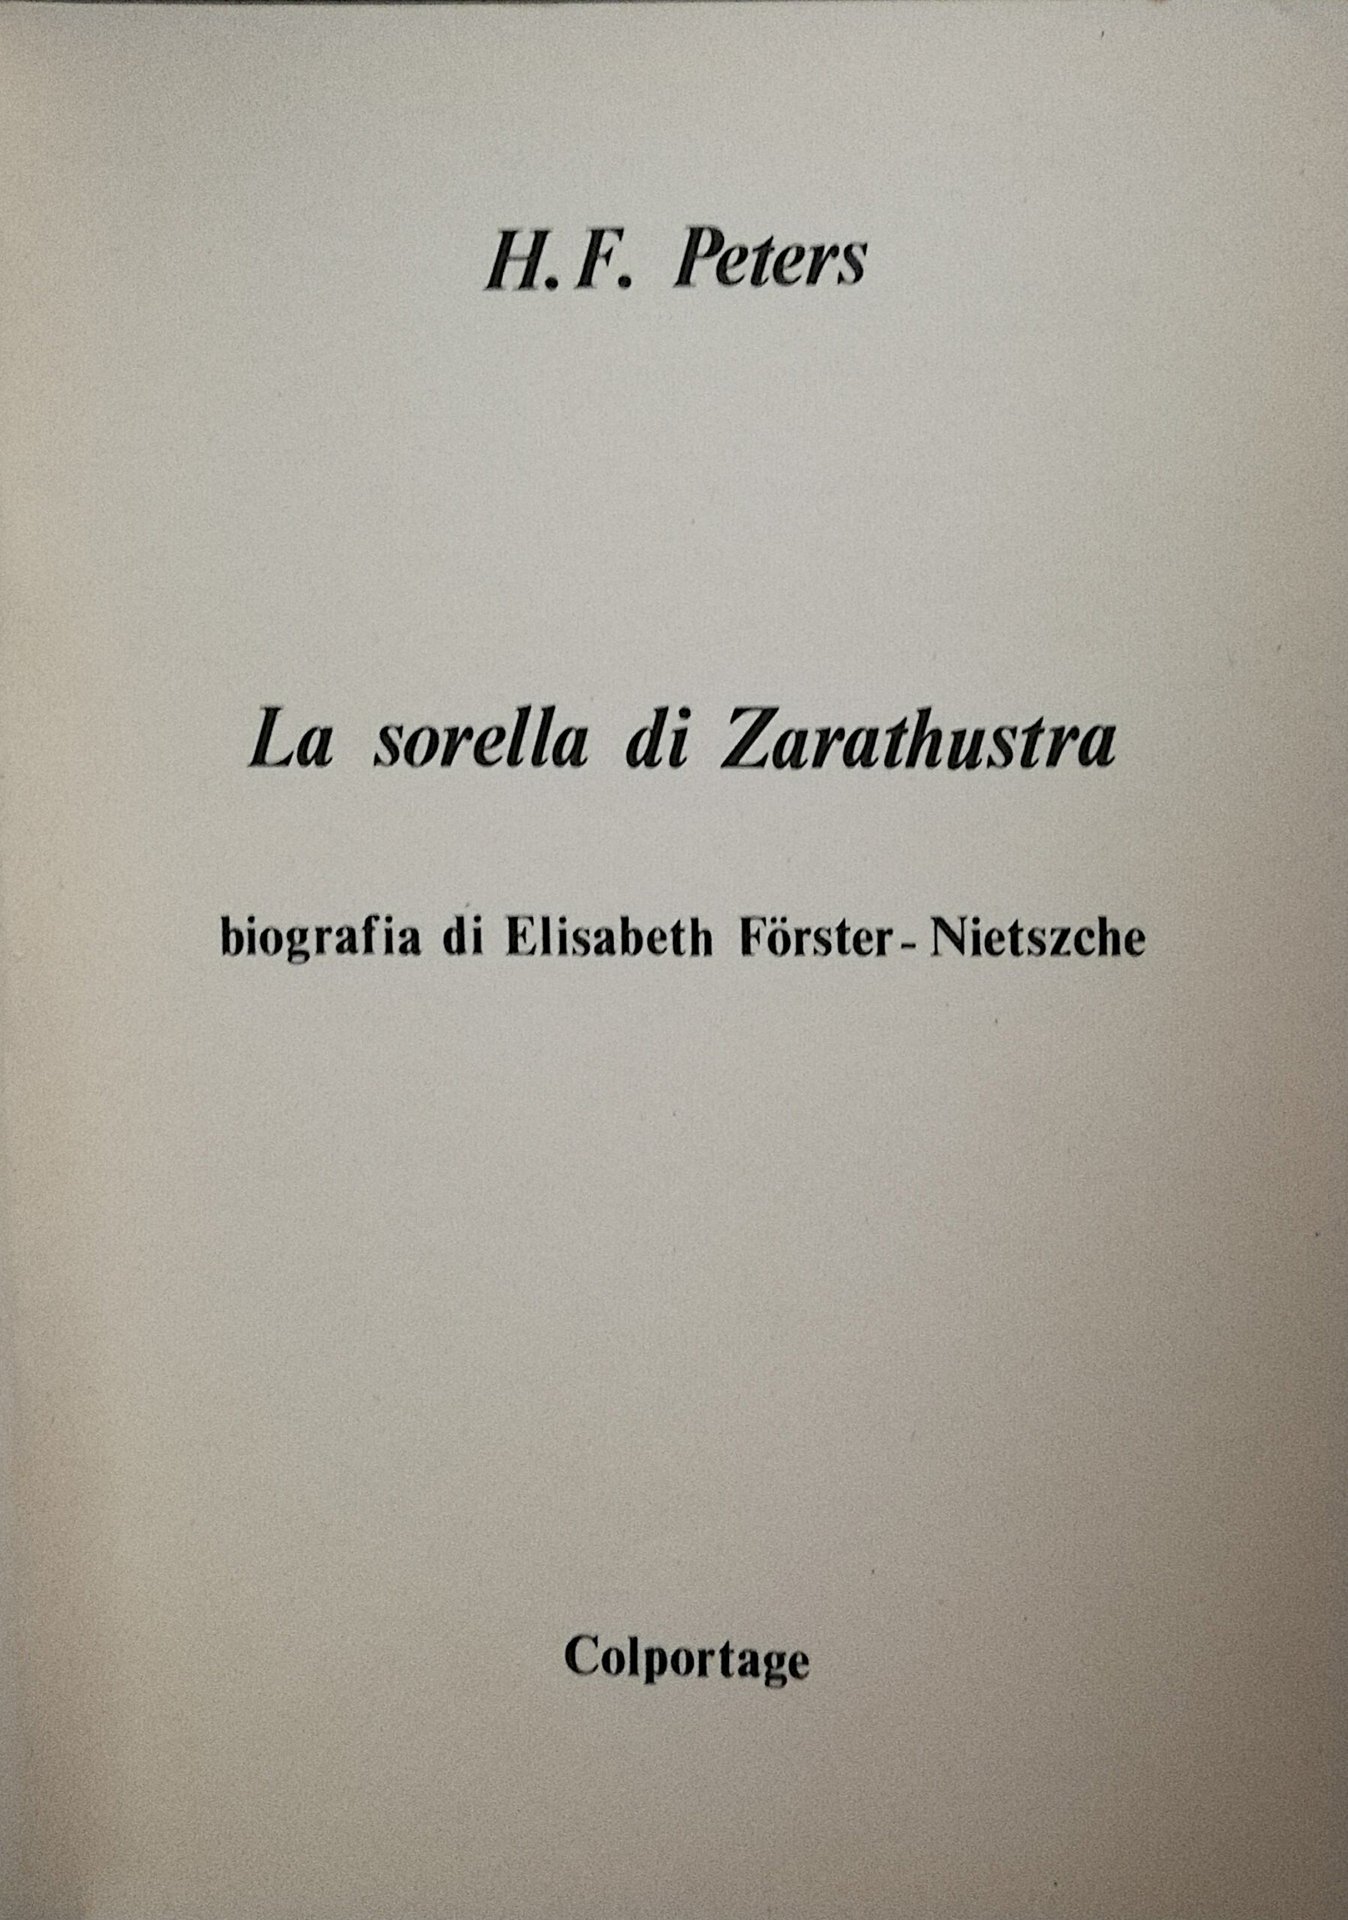 H. F. Peters
La sorella di Zarathustra
biografia di Elisabeth Förster - Nietszche
Colportage